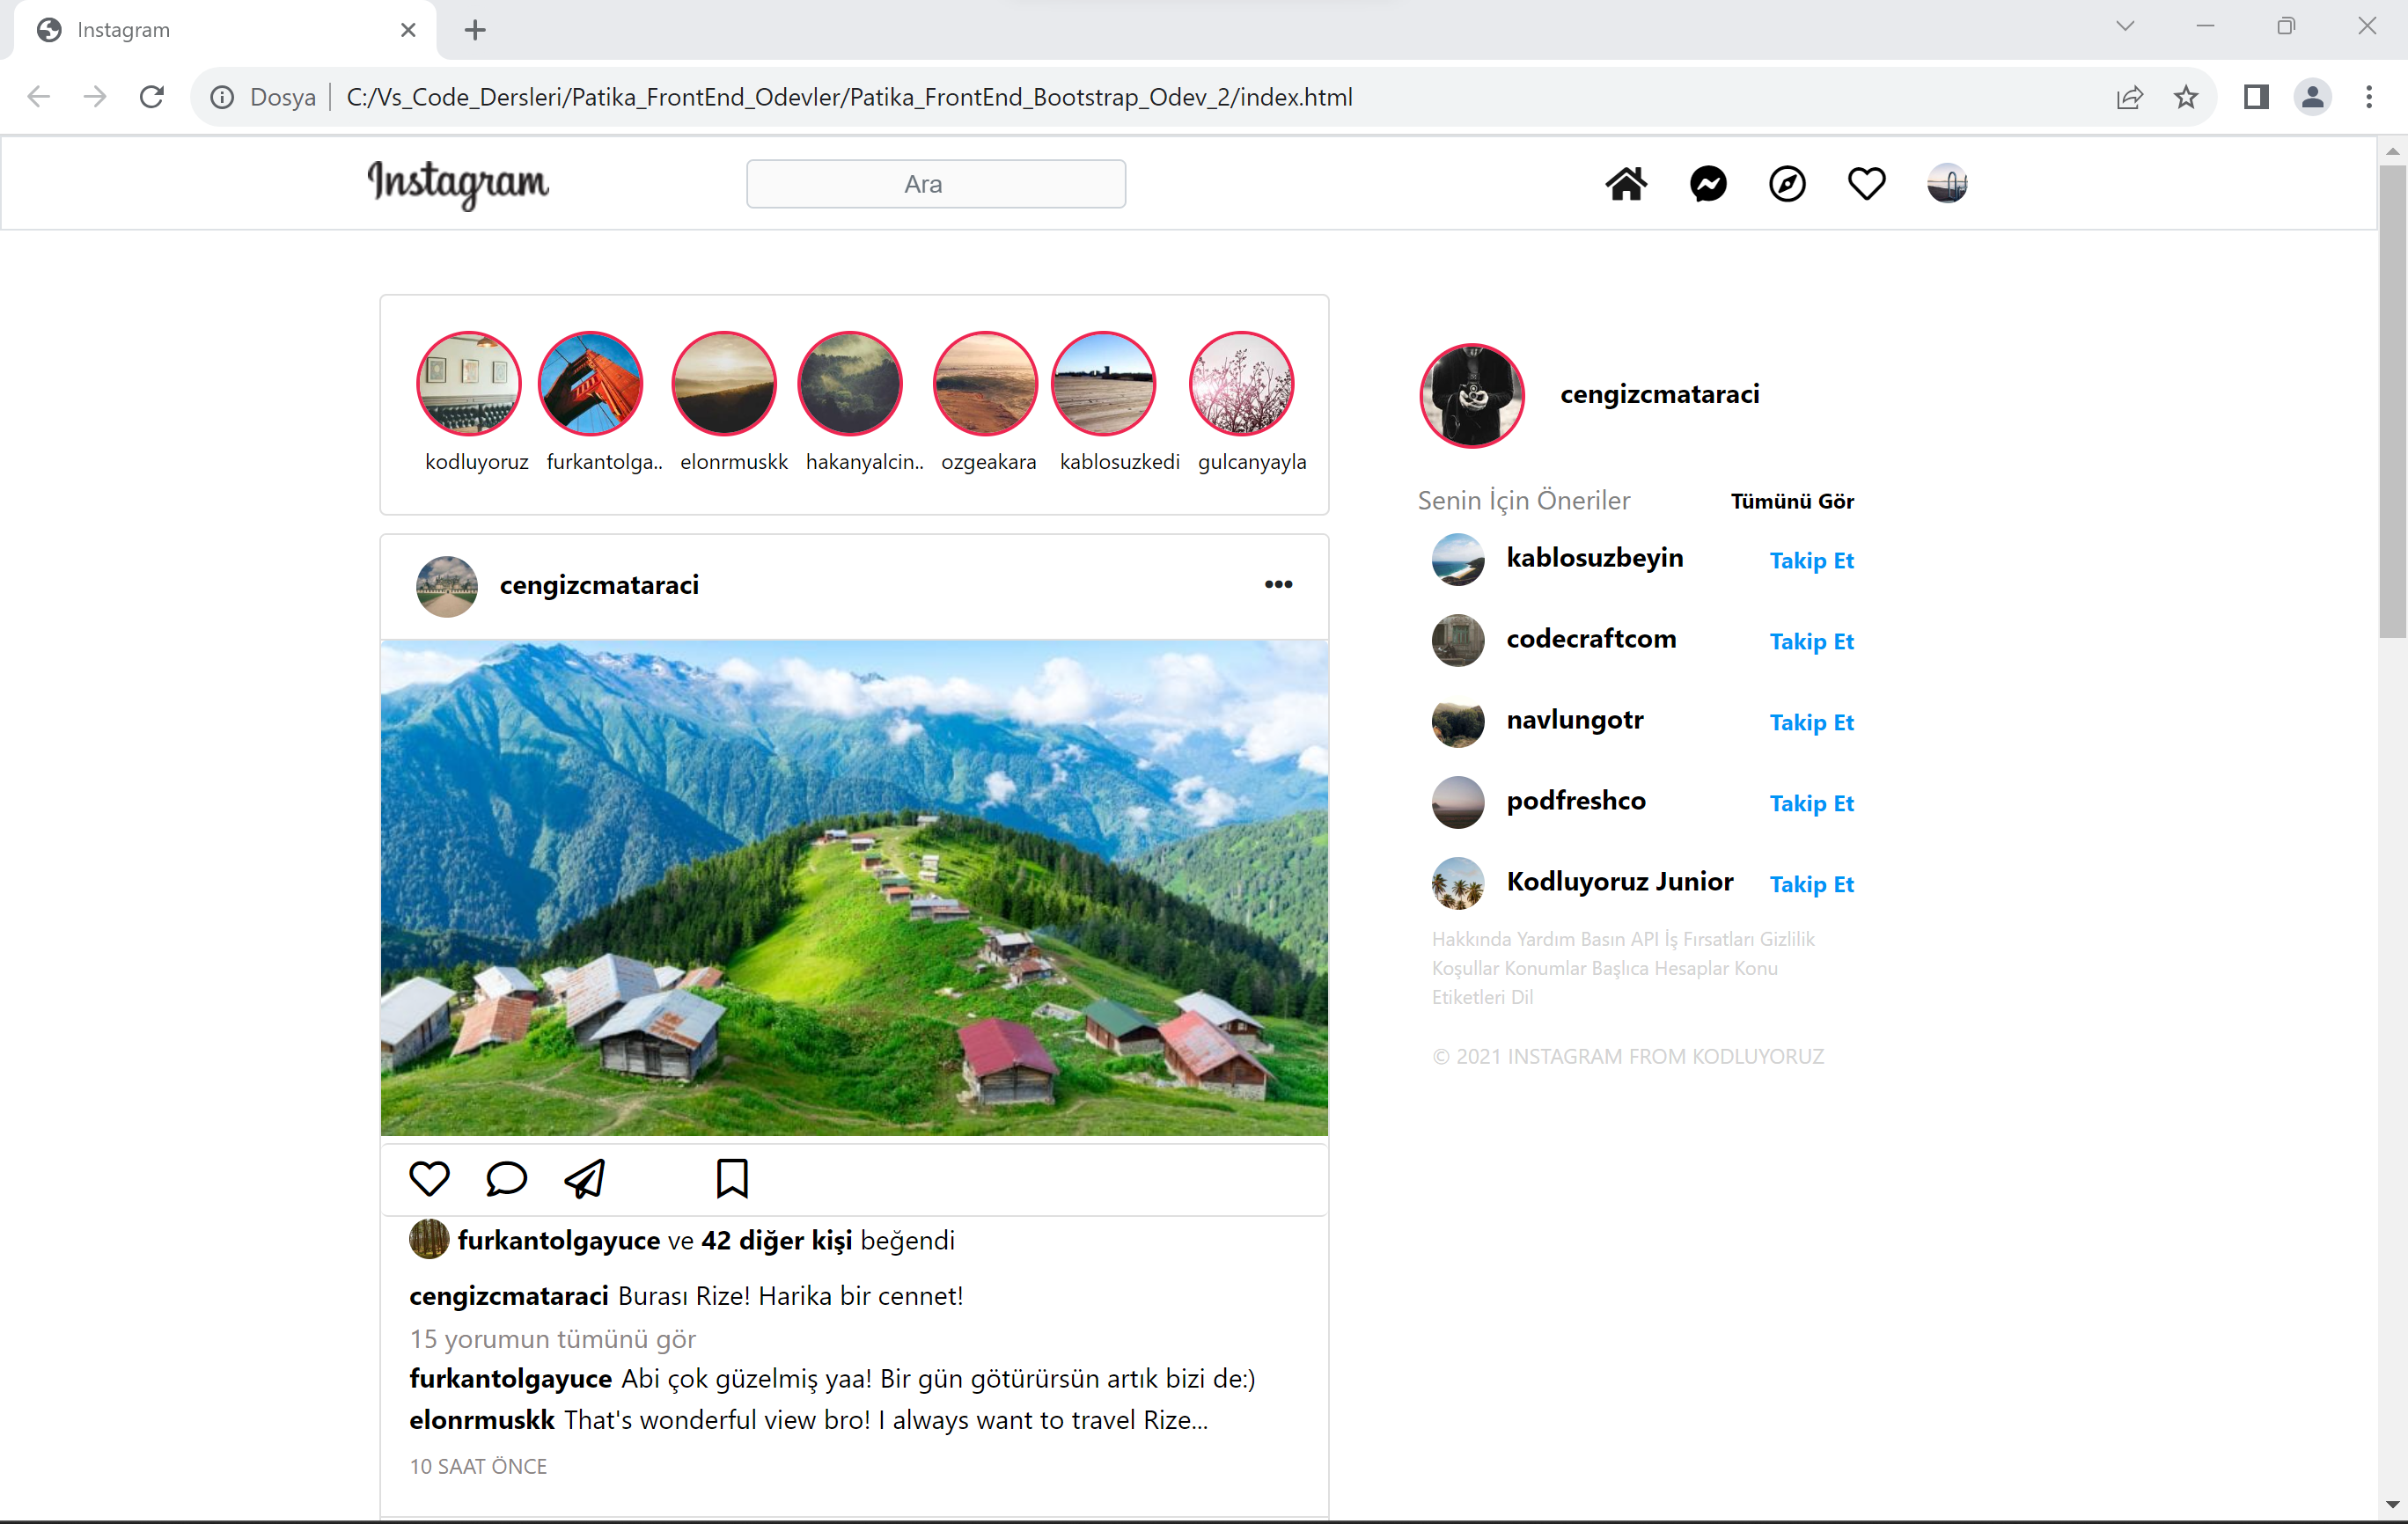 Instagram
Dosya
C:/Vs_Code_Dersleri/Patika_FrontEnd_Odevler/Patika_FrontEnd_Bootstrap_Odev_2/index.html
Instagram
Ara
kodluyoruz furkantolga.. elonrmuskk hakanyalcin.. ozgeakara kablosuzkedi gulcanyayla
cengizcmataraci
•••
furkantolgayuce ve 42 diğer kişi beğendi
cengizcmataraci Burası Rize! Harika bir cennet!
15 yorumun tümünü gör
furkantolgayuce Abi çok güzelmiş yaa! Bir gün götürürsün artık bizi de:)
elonrmuskk That's wonderful view bro! I always want to travel Rize...
10 SAAT ÖNCE
cengizcmataraci
Senin İçin Öneriler Tümünü Gör
kablosuzbeyin Takip Et
codecraftcom Takip Et
navlungotr Takip Et
podfreshco Takip Et
Kodluyoruz Junior Takip Et
Hakkında Yardım Basın API İş Fırsatları Gizlilik
Koşullar Konumlar Başlıca Hesaplar Konu
Etiketleri Dil
© 2021 INSTAGRAM FROM KODLUYORUZ